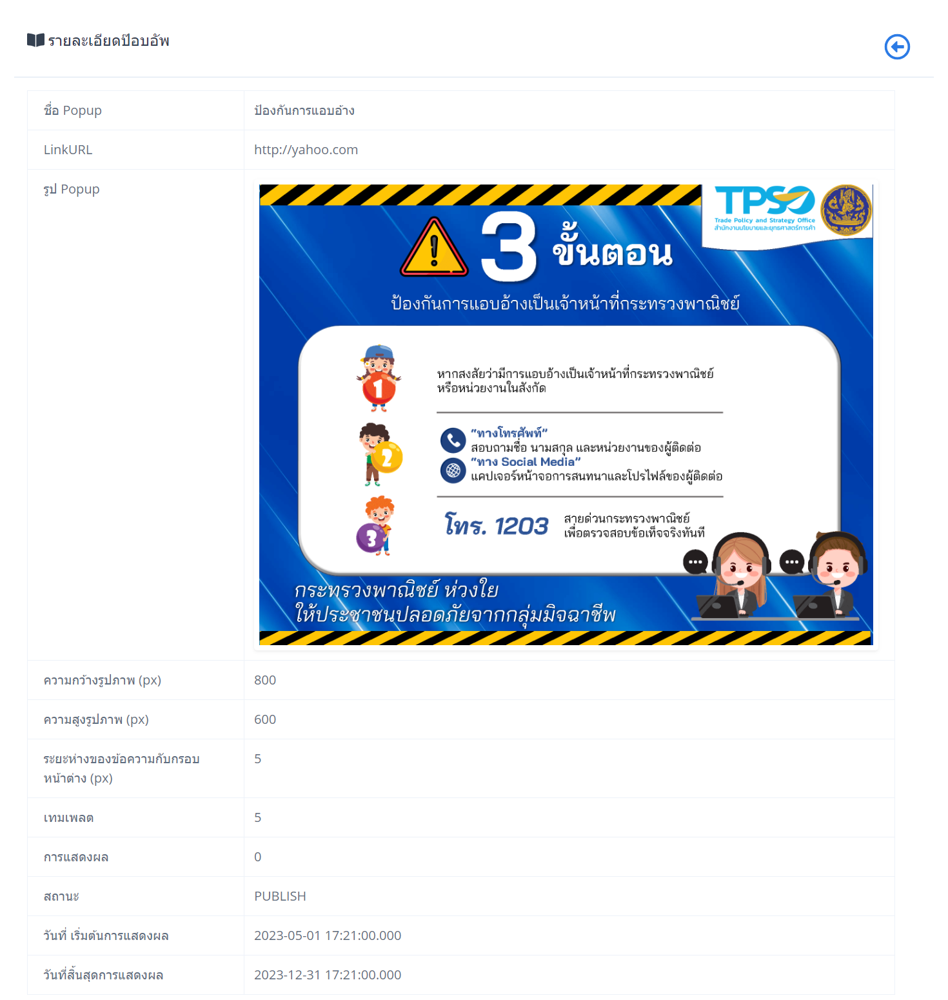 รายละเอียดป๊อบอัพ
ชื่อ Popup
ป้องกันการแอบอ้าง
LinkURL
http://yahoo.com
รูป Popup
TPSO
Trade Policy and Strategy Office
สำนักงานนโยบายและยุทธศาสตร์การค้า
3 ขั้นตอน
ป้องกันการแอบอ้างเป็นเจ้าหน้าที่กระทรวงพาณิชย์
1
หากสงสัยว่ามีการแอบอ้างเป็นเจ้าหน้าที่กระทรวงพาณิชย์
หรือหน่วยงานในสังกัด
2
“ทางโทรศัพท์”
สอบถามชื่อ นามสกุล และหน่วยงานของผู้ติดต่อ
“ทาง Social Media”
แคปเจอร์หน้าจอการสนทนาและโปรไฟล์ของผู้ติดต่อ
3
โทร. 1203
สายด่วนกระทรวงพาณิชย์
เพื่อตรวจสอบข้อเท็จจริงทันที
กระทรวงพาณิชย์ ห่วงใย
ให้ประชาชนปลอดภัยจากกลุ่มมิจฉาชีพ
ความกว้างรูปภาพ (px)
800
ความสูงรูปภาพ (px)
600
ระยะห่างของข้อความกับกรอบ
หน้าต่าง (px)
5
เทมเพลต
5
การแสดงผล
0
สถานะ
PUBLISH
วันที่ เริ่มต้นการแสดงผล
2023-05-01 17:21:00.000
วันที่สิ้นสุดการแสดงผล
2023-12-31 17:21:00.000